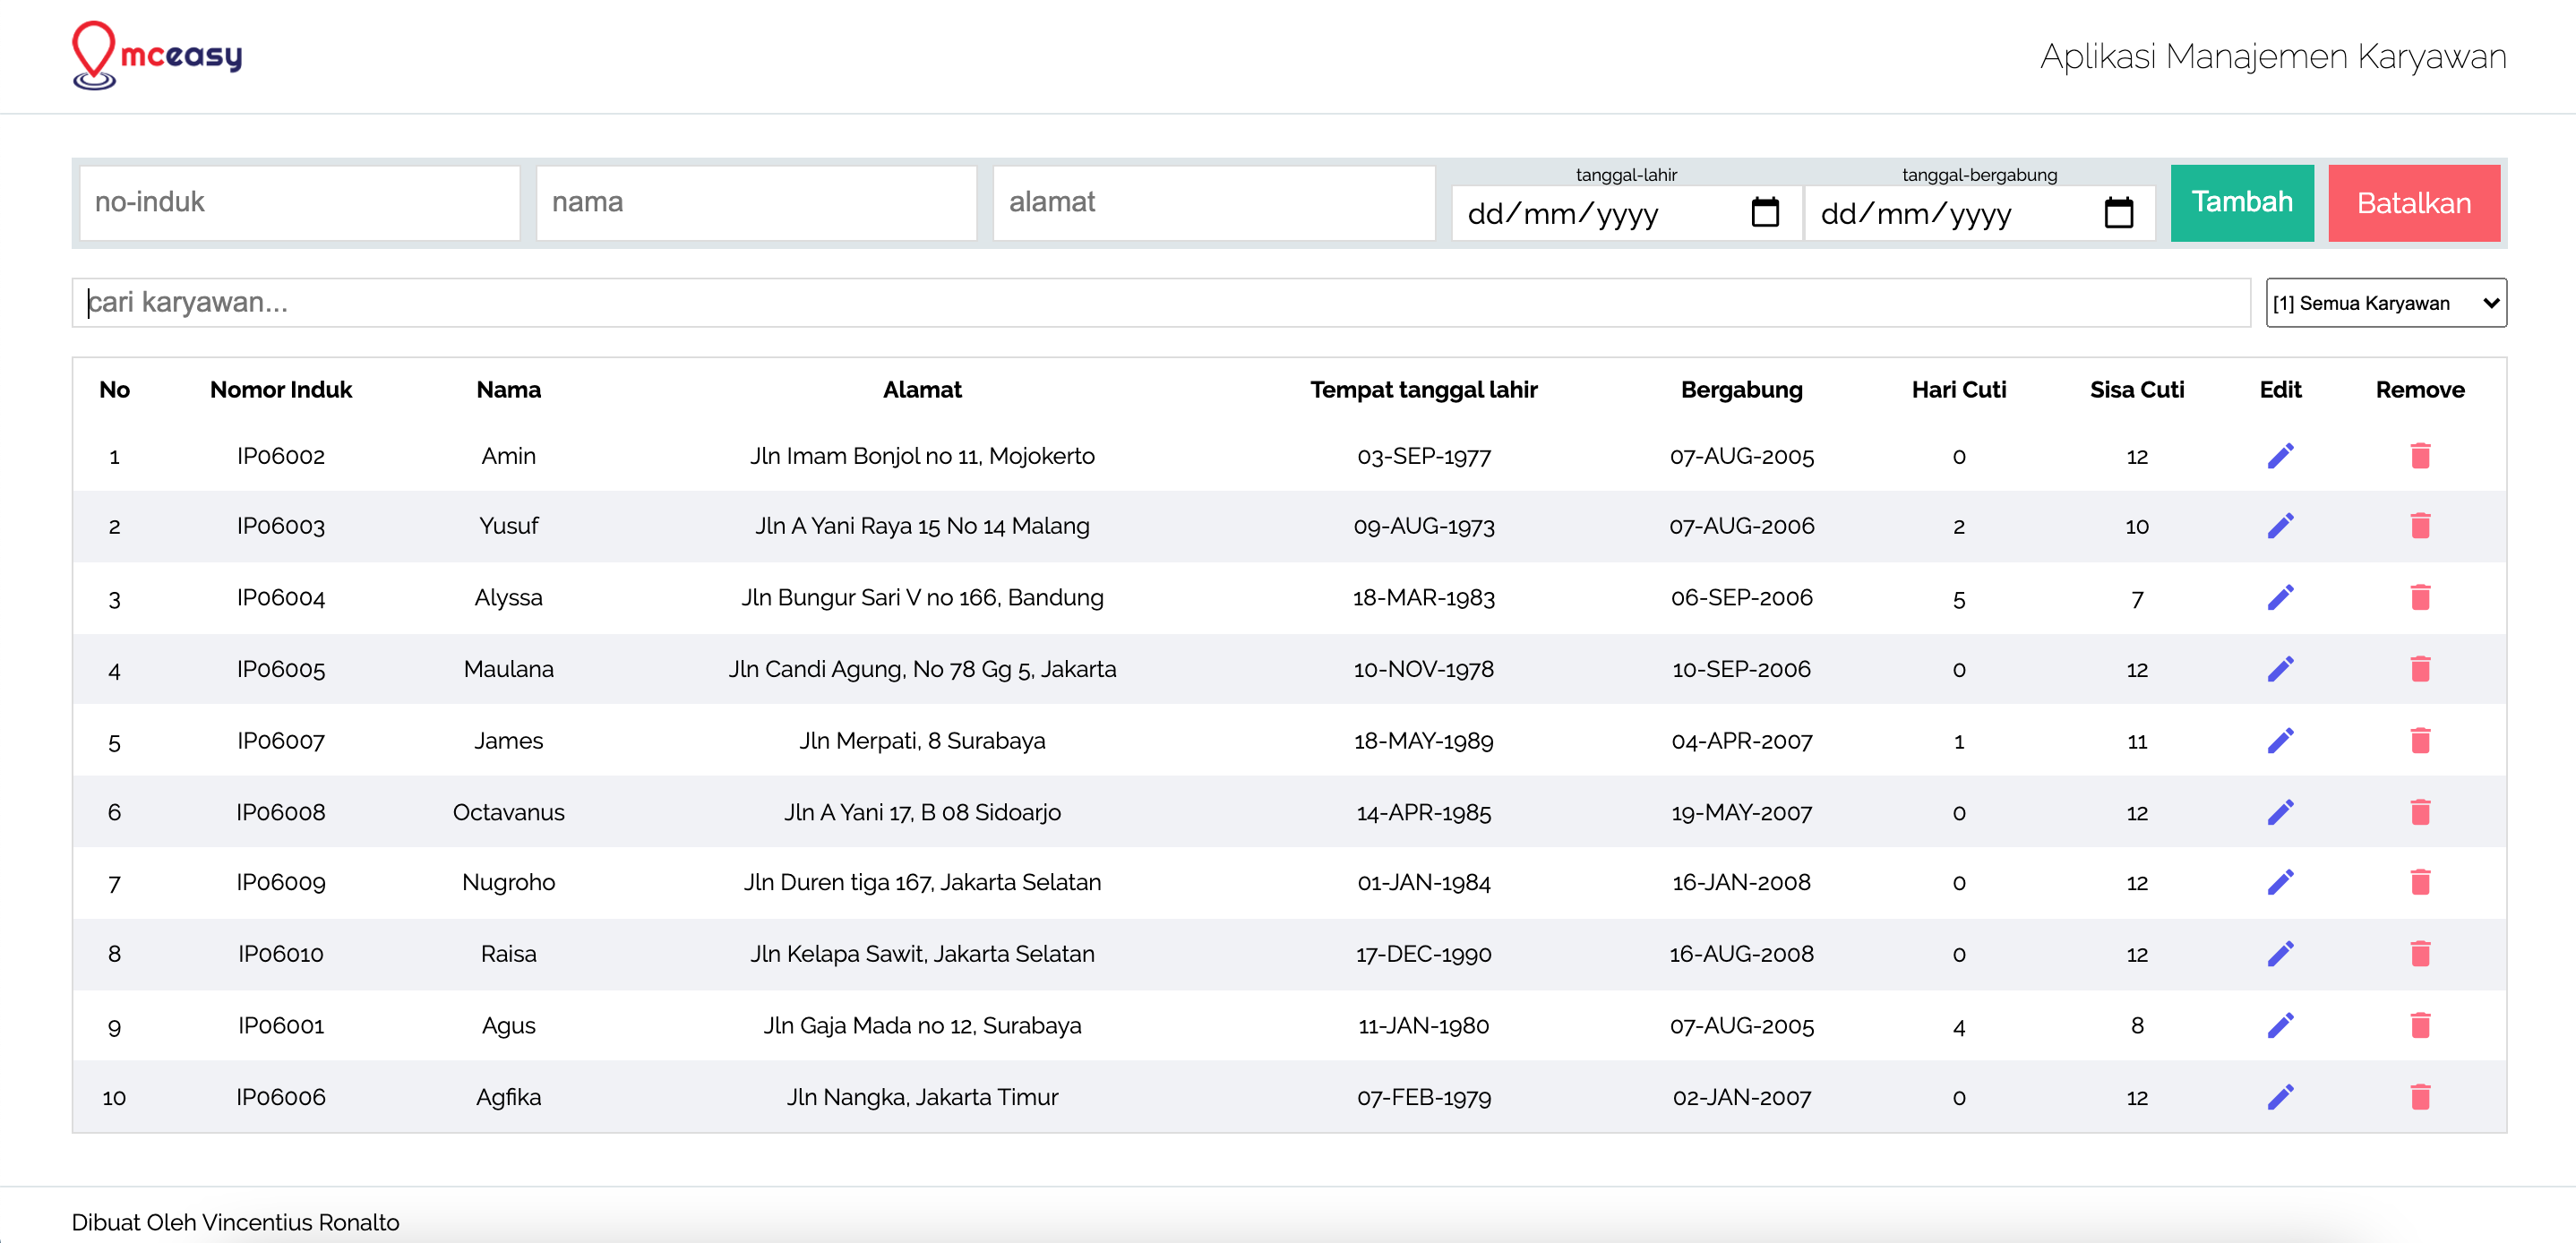 mceasy
Aplikasi Manajemen Karyawan
no-induk nama alamat tanggal-lahir dd/mm/yyyy tanggal-bergabung dd/mm/yyyy Tambah Batalkan
cari karyawan... [1] Semua Karyawan
No Nomor Induk Nama Alamat Tempat tanggal lahir Bergabung Hari Cuti Sisa Cuti Edit Remove
1 IP06002 Amin Jln Imam Bonjol no 11, Mojokerto 03-SEP-1977 07-AUG-2005 0 12
2 IP06003 Yusuf Jln A Yani Raya 15 No 14 Malang 09-AUG-1973 07-AUG-2006 2 10
3 IP06004 Alyssa Jln Bungur Sari V no 166, Bandung 18-MAR-1983 06-SEP-2006 5 7
4 IP06005 Maulana Jln Candi Agung, No 78 Gg 5, Jakarta 10-NOV-1978 10-SEP-2006 0 12
5 IP06007 James Jln Merpati, 8 Surabaya 18-MAY-1989 04-APR-2007 1 11
6 IP06008 Octavanus Jln A Yani 17, B 08 Sidoarjo 14-APR-1985 19-MAY-2007 0 12
7 IP06009 Nugroho Jln Duren tiga 167, Jakarta Selatan 01-JAN-1984 16-JAN-2008 0 12
8 IP06010 Raisa Jln Kelapa Sawit, Jakarta Selatan 17-DEC-1990 16-AUG-2008 0 12
9 IP06001 Agus Jln Gaja Mada no 12, Surabaya 11-JAN-1980 07-AUG-2005 4 8
10 IP06006 Agfika Jln Nangka, Jakarta Timur 07-FEB-1979 02-JAN-2007 0 12
Dibuat Oleh Vincentius Ronalto